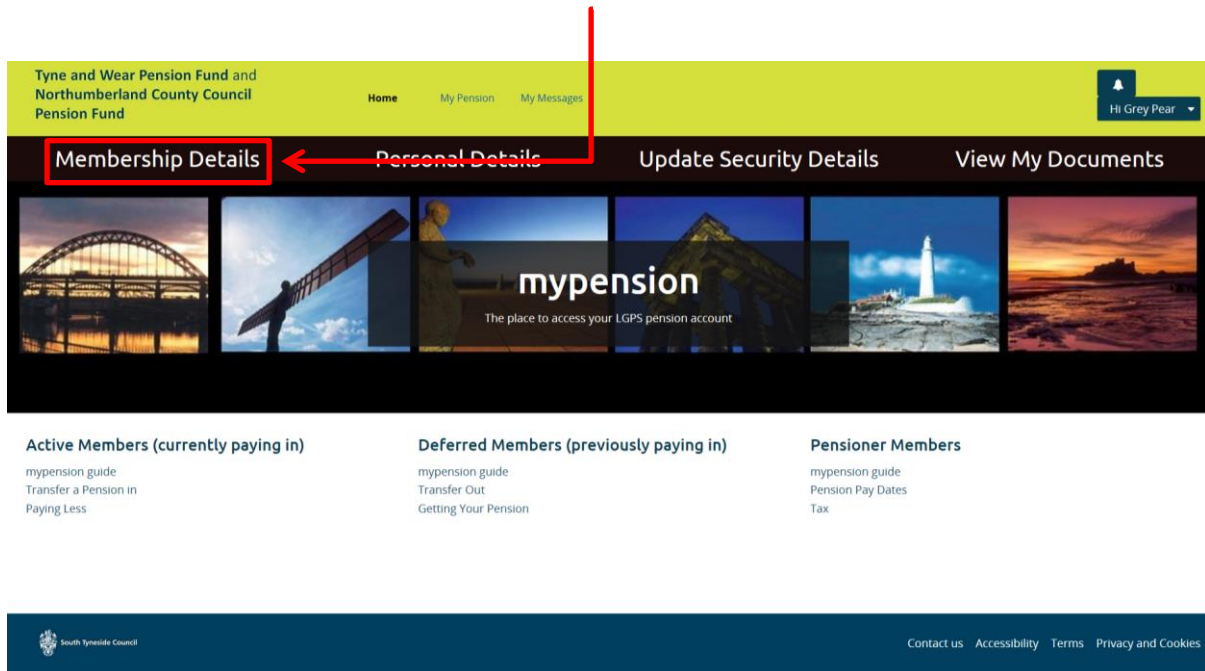 Tyne and Wear Pension Fund and
Northumberland County Council
Pension Fund
Home My Pension My Messages
Hi Grey Pear
Membership Details Personal Details Update Security Details View My Documents
mypension
The place to access your LGPS pension account
Active Members (currently paying in)
mypension guide
Transfer a Pension in
Paying Less
Deferred Members (previously paying in)
mypension guide
Transfer Out
Getting Your Pension
Pensioner Members
mypension guide
Pension Pay Dates
Tax
South Tyneside Council
Contact us Accessibility Terms Privacy and Cookies